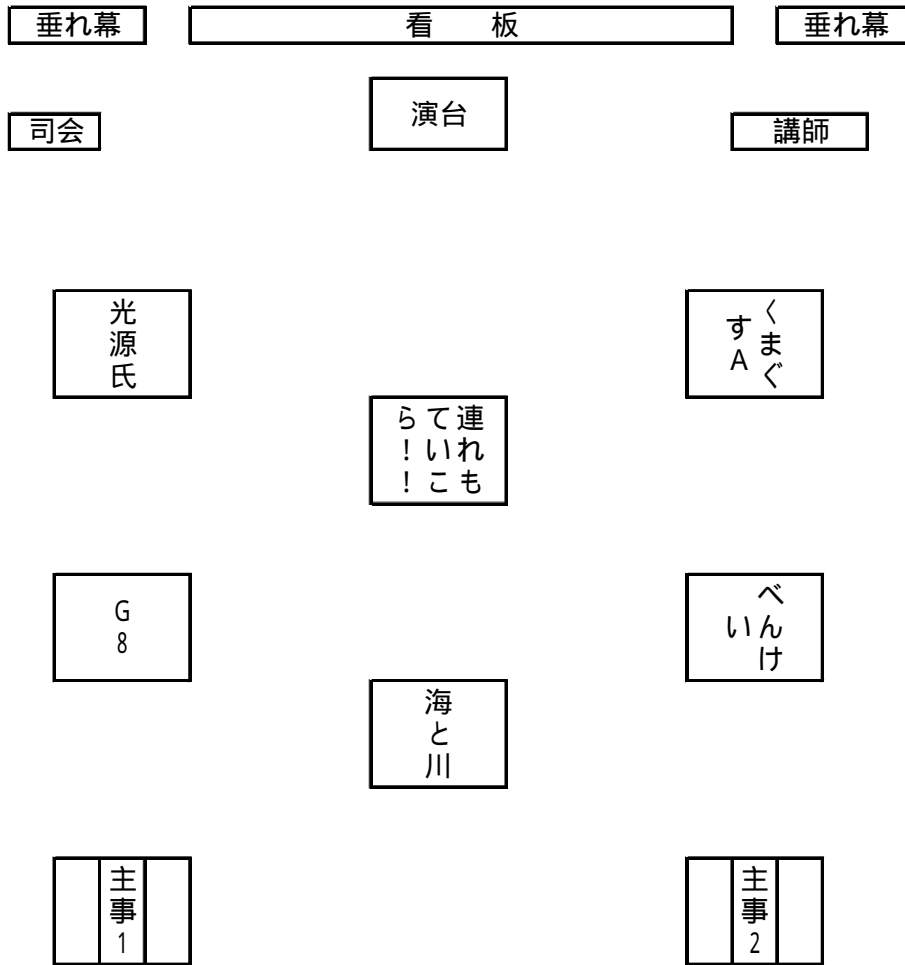 垂れ幕
看　板
垂れ幕
演台
司会
講師
光源氏
くまぐ
すA
連れも
ていこ
ら！！
G8
べんけ
い
海と川
主事1
主事2